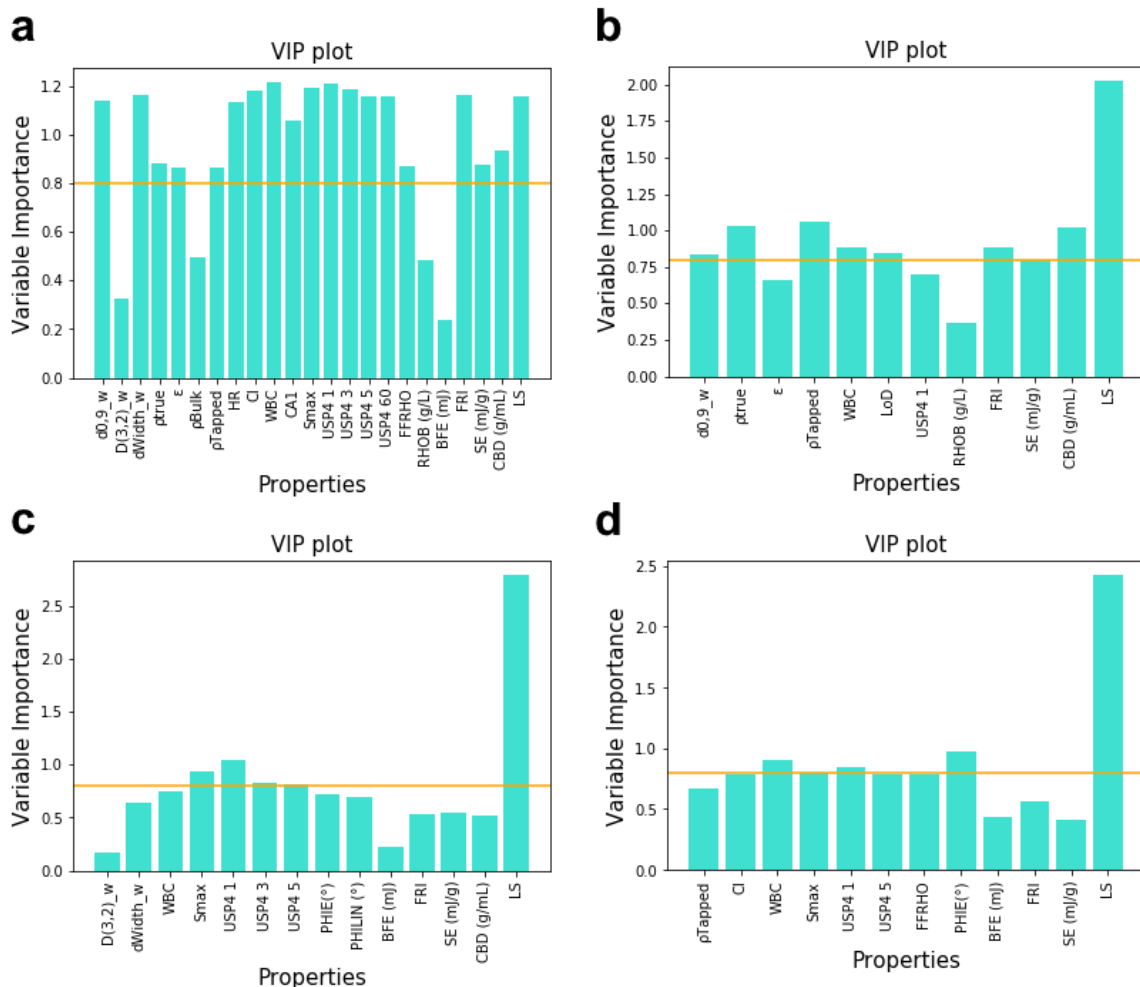 a
VIP plot
Variable Importance
1.2
1.0
0.8
0.6
0.4
0.2
0.0
d0,9_w
D(3,2)_w
dWidth_w
ρtrue
ε
ρBulk
ρTapped
HR
CI
WBC
CA1
Smax
USP4 1
USP4 3
USP4 5
USP4 60
FFRHO
RHOB (g/L)
BFE (mJ)
FRI
SE (mJ/g)
CBD (g/mL)
LS
Properties
b
VIP plot
Variable Importance
2.00
1.75
1.50
1.25
1.00
0.75
0.50
0.25
0.00
d0,9_w
ρtrue
ε
ρTapped
WBC
LoD
USP4 1
RHOB (g/L)
FRI
SE (mJ/g)
CBD (g/mL)
LS
Properties
c
VIP plot
Variable Importance
2.5
2.0
1.5
1.0
0.5
0.0
D(3,2)_w
dWidth_w
WBC
Smax
USP4 1
USP4 3
USP4 5
PHIE(°)
PHILIN (°)
BFE (mJ)
FRI
SE (mJ/g)
CBD (g/mL)
LS
Properties
d
VIP plot
Variable Importance
2.5
2.0
1.5
1.0
0.5
0.0
ρTapped
CI
WBC
Smax
USP4 1
USP4 5
FFRHO
PHIE(°)
BFE (mJ)
FRI
SE (mJ/g)
LS
Properties